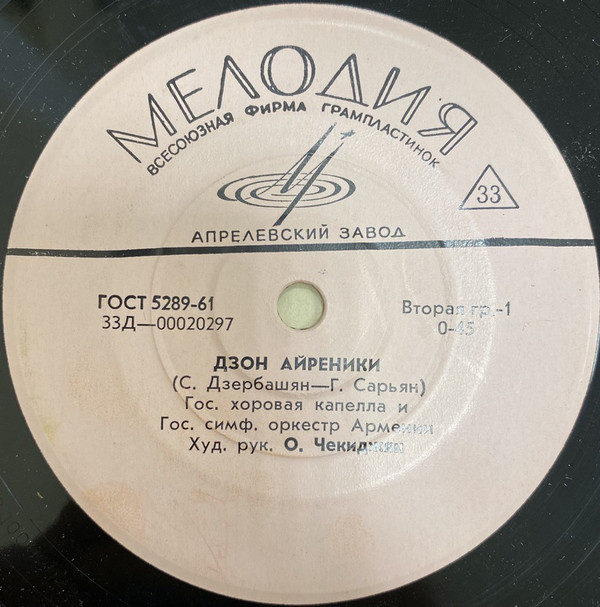 МЕЛОДИЯ
ВСЕСОЮЗНАЯ ФИРМА ГРАМПЛАСТИНОК
33
АПРЕЛЕВСКИЙ ЗАВОД
ГОСТ 5289-61
33Д—00020297
Вторая гр.-1
0-45
ДЗОН АЙРЕНИКИ
(С. Дзербашян—Г. Сарьян)
Гос. хоровая капелла и
Гос. симф. оркестр Армении
Худ. рук. О. Чекиджян